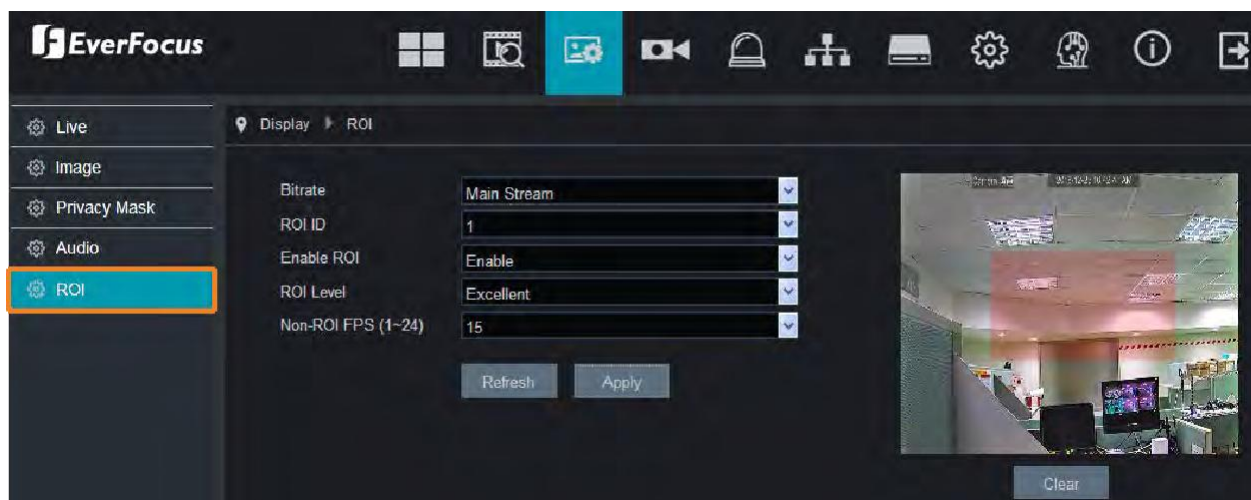 EverFocus
Live
Image
Privacy Mask
Audio
ROI
Display ROI
Bitrate
Main Stream
ROI ID
1
Enable ROI
Enable
ROI Level
Excellent
Non-ROI FPS (1~24)
15
Refresh Apply
Clear